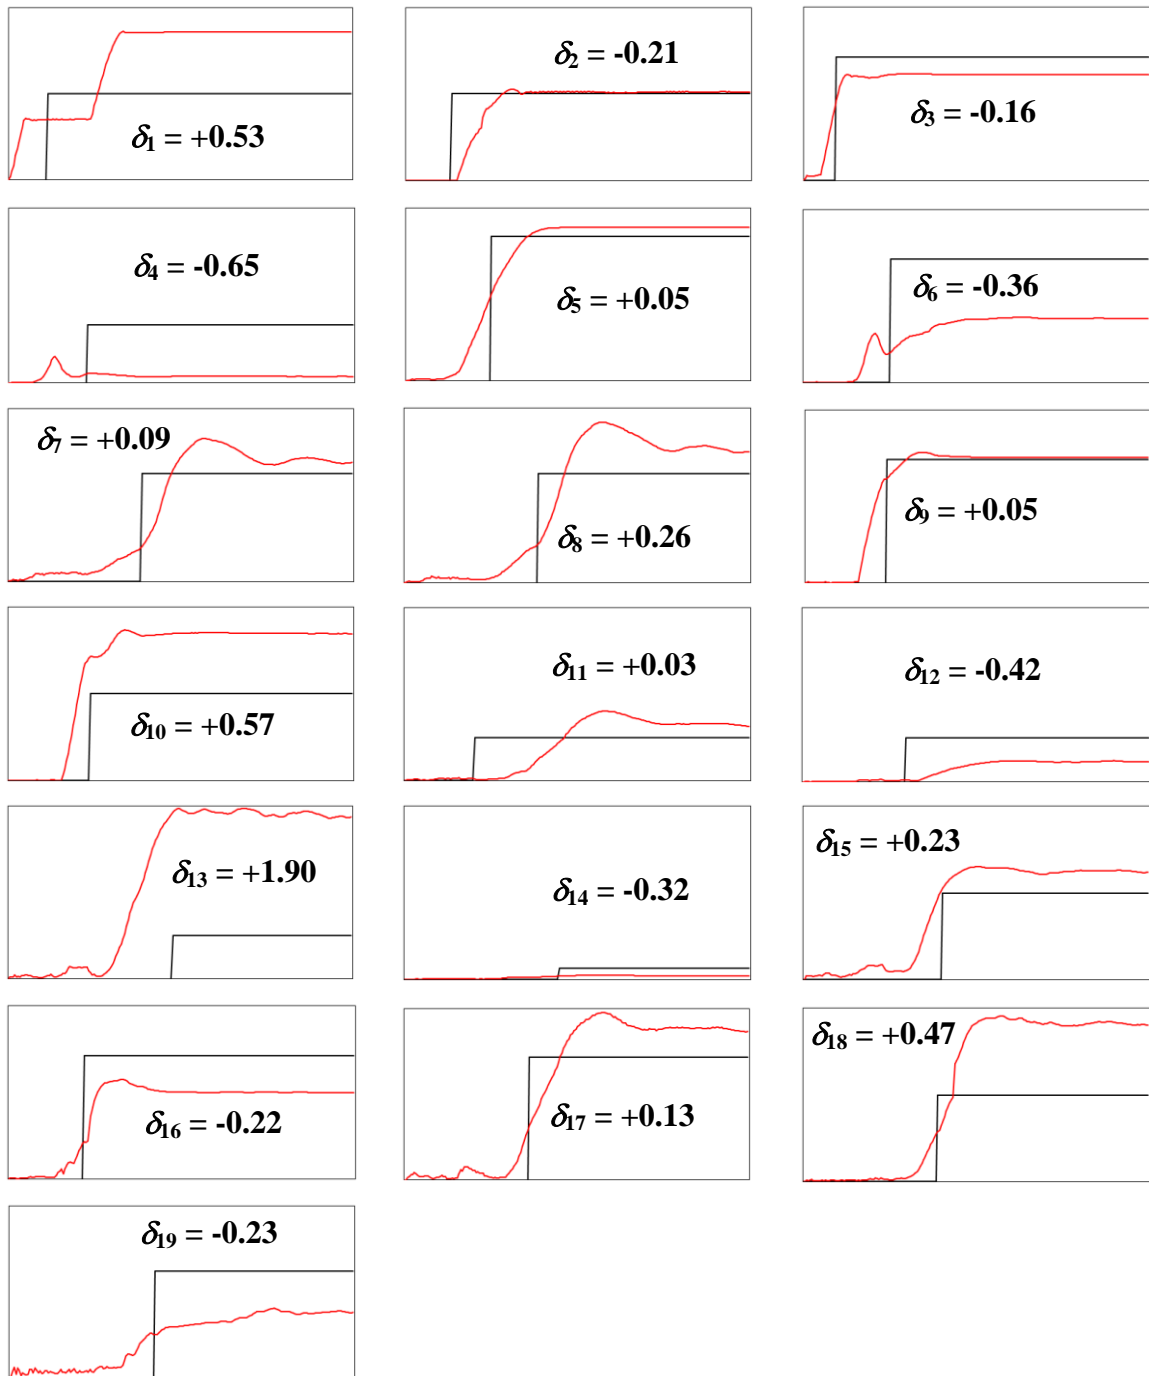 δ1 = +0.53
δ2 = -0.21
δ3 = -0.16
δ4 = -0.65
δ5 = +0.05
δ6 = -0.36
δ7 = +0.09
δ8 = +0.26
δ9 = +0.05
δ10 = +0.57
δ11 = +0.03
δ12 = -0.42
δ13 = +1.90
δ14 = -0.32
δ15 = +0.23
δ16 = -0.22
δ17 = +0.13
δ18 = +0.47
δ19 = -0.23